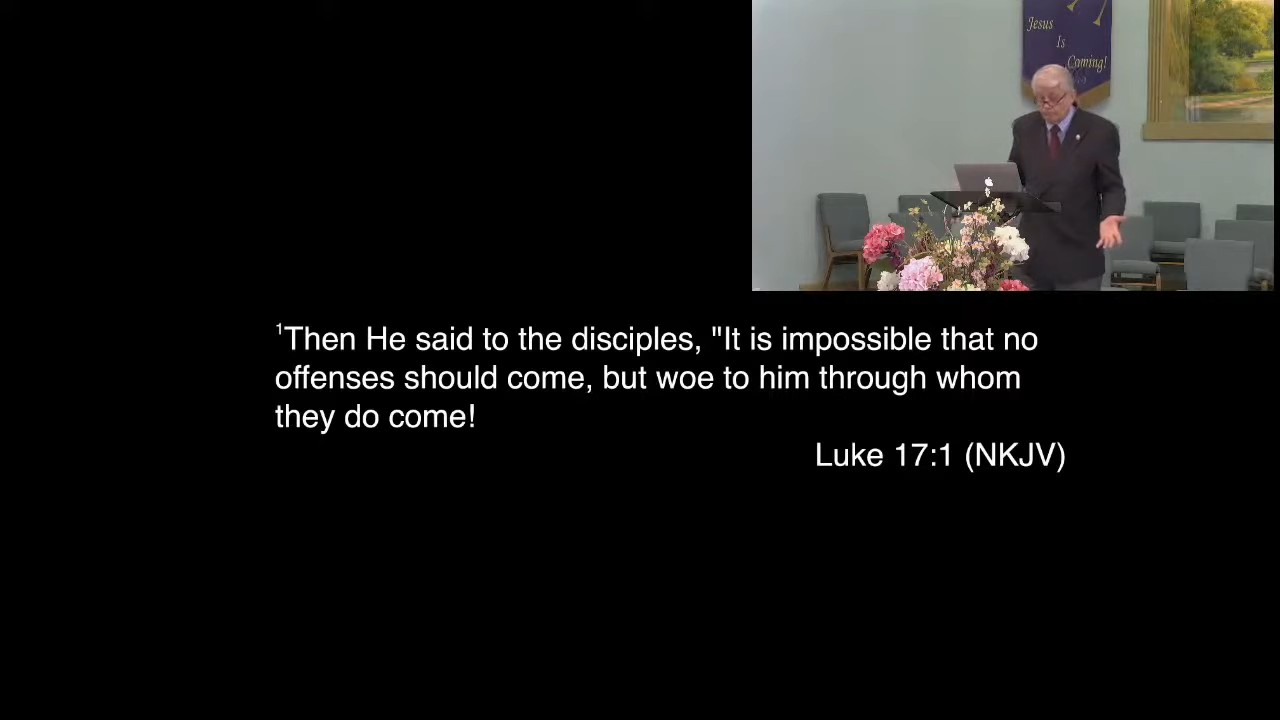 Jesus
Is
Coming!
¹Then He said to the disciples, "It is impossible that no
offenses should come, but woe to him through whom
they do come!
Luke 17:1 (NKJV)